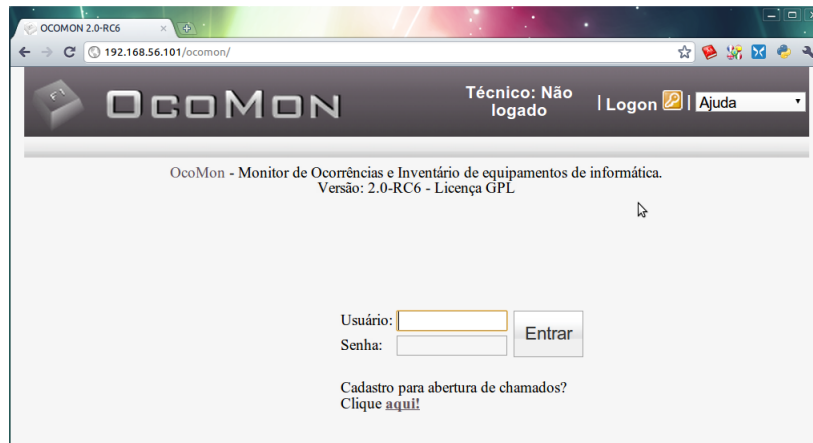 OCOMON 2.0-RC6
192.168.56.101/ocomon/
F1
OCOMON
Técnico: Não
logado
| Logon | Ajuda
OcoMon - Monitor de Ocorrências e Inventário de equipamentos de informática.
Versão: 2.0-RC6 - Licença GPL
Usuário:
Senha:
Entrar
Cadastro para abertura de chamados?
Clique aqui!